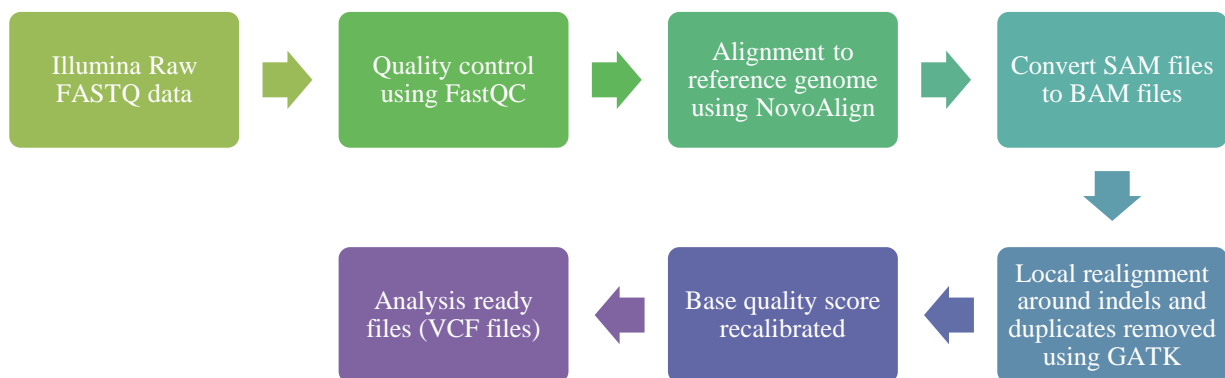 Illumina Raw
FASTQ data
Quality control
using FastQC
Alignment to
reference genome
using NovoAlign
Convert SAM files
to BAM files
Local realignment
around indels and
duplicates removed
using GATK
Base quality score
recalibrated
Analysis ready
files (VCF files)